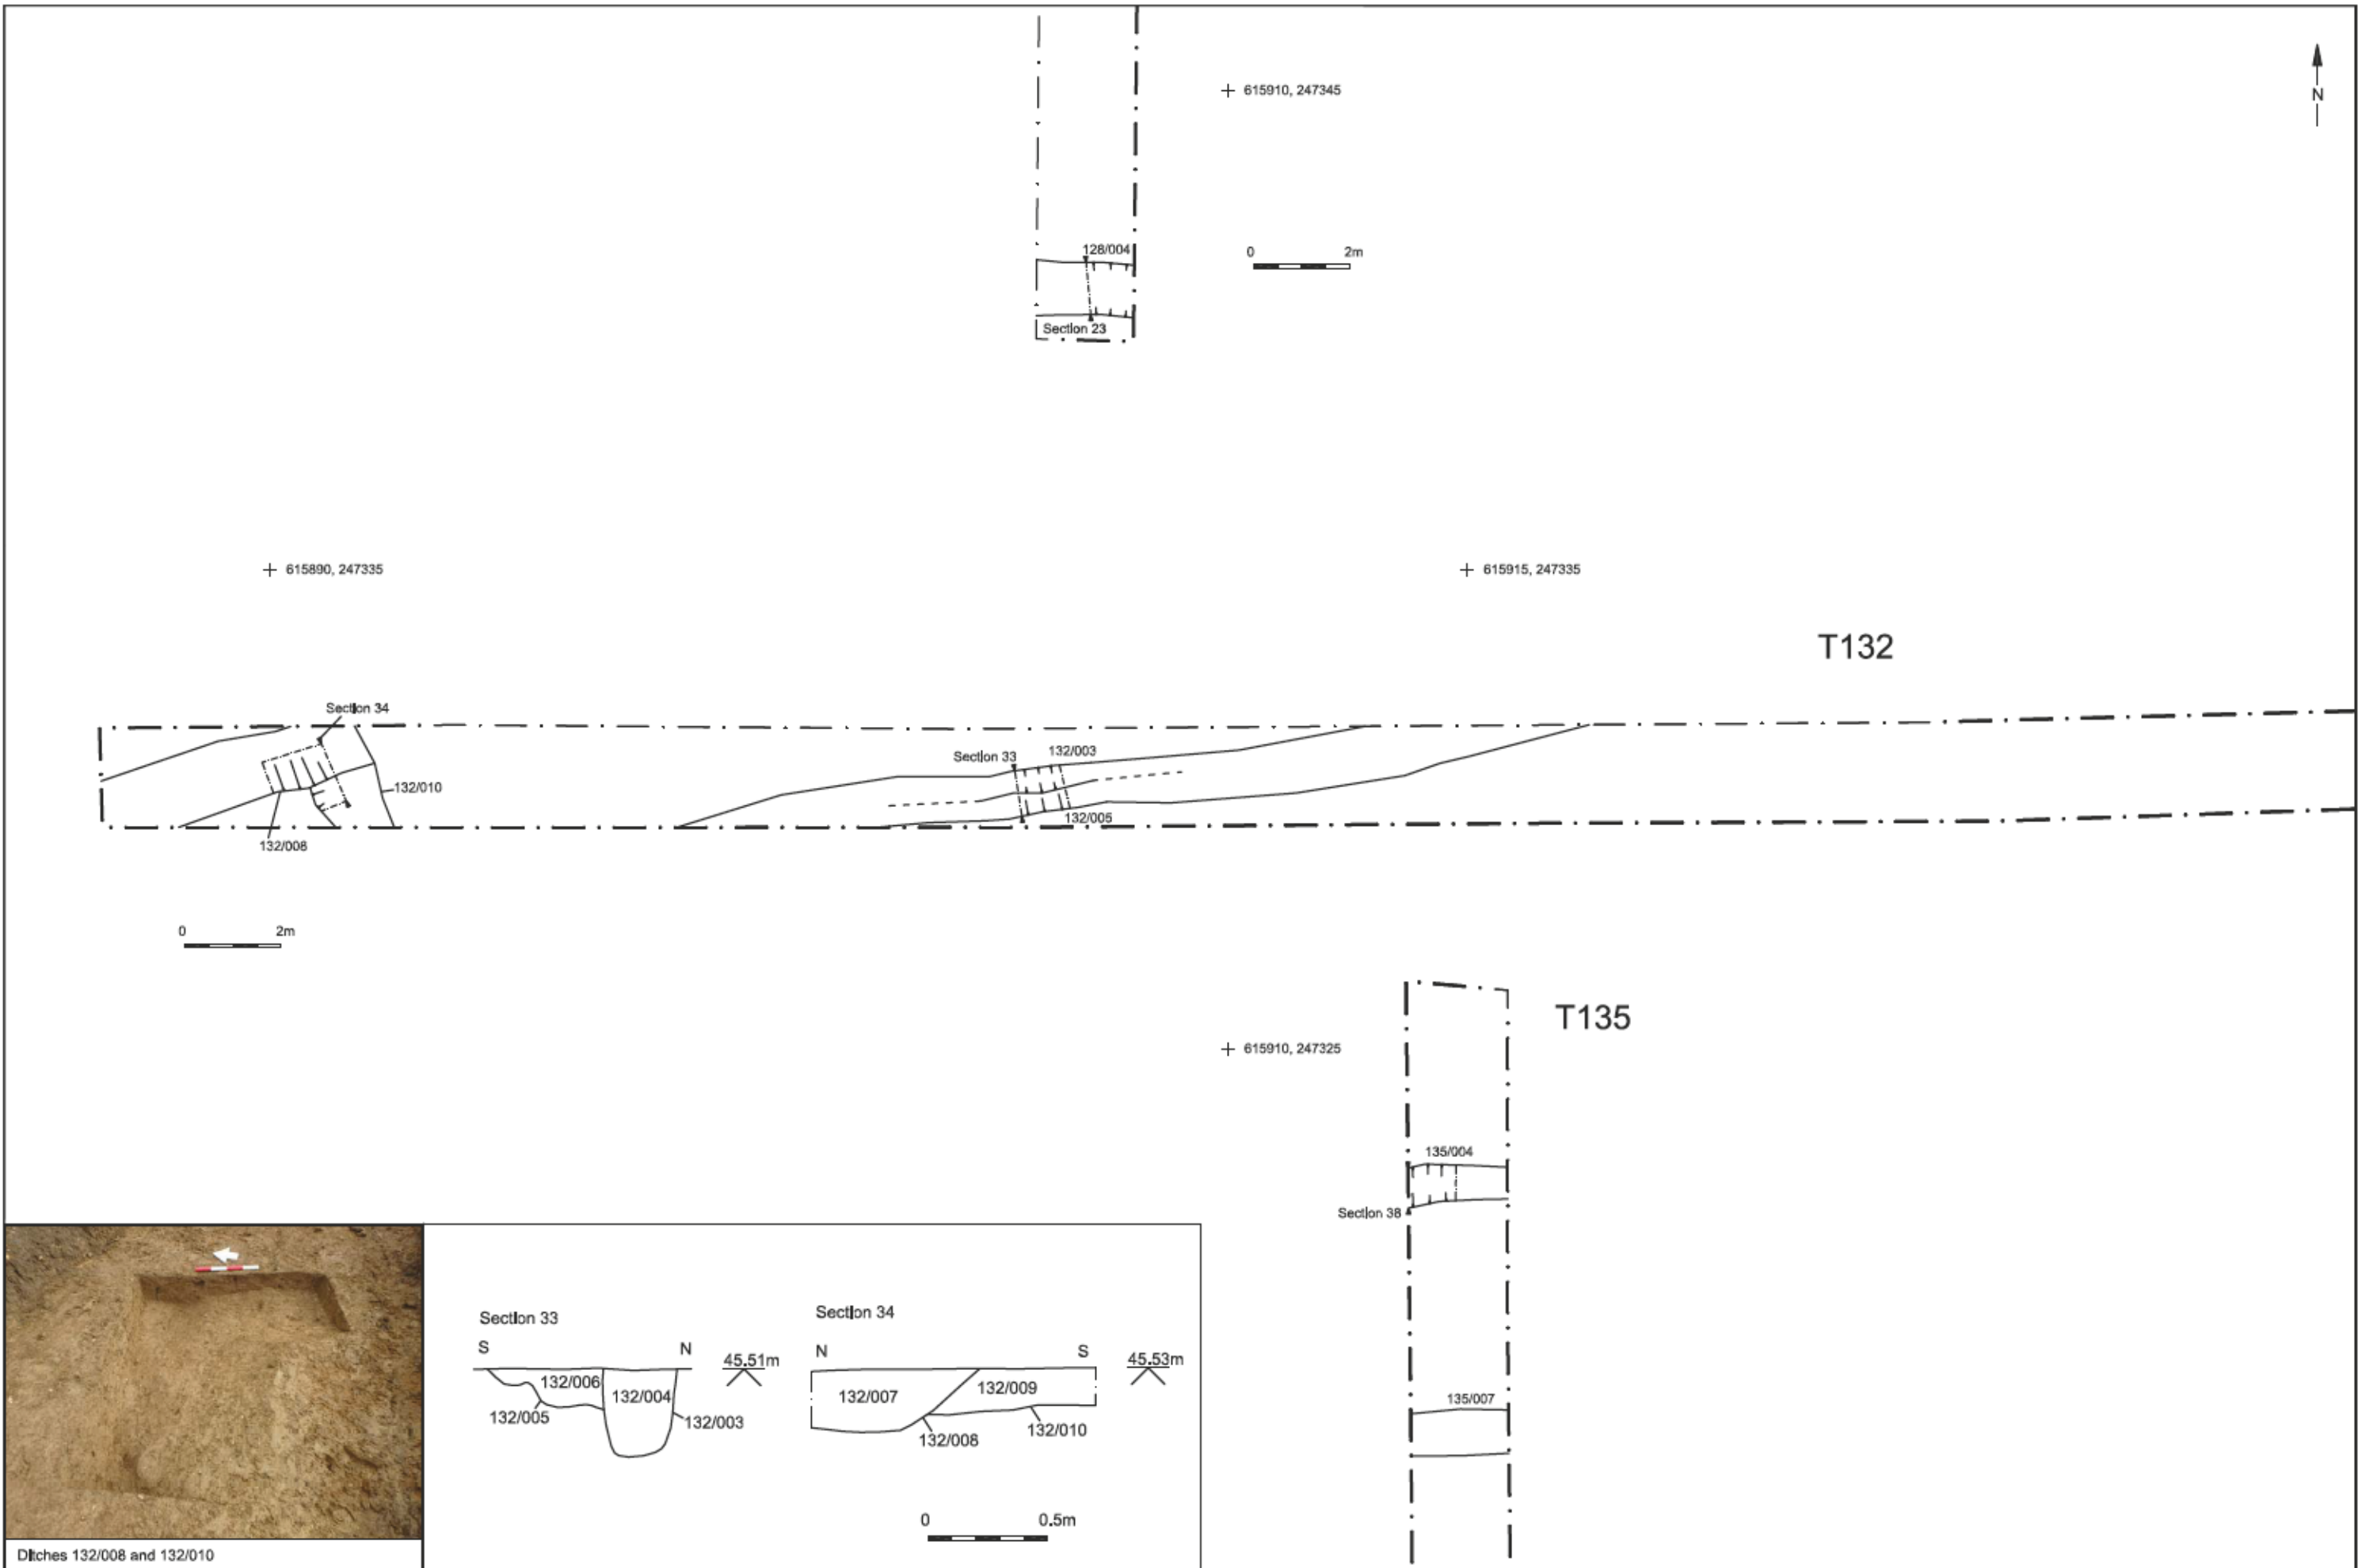 615910, 247345
N
0 2m
128/004
Section 23
615890, 247335
615915, 247335
T132
Section 34
Section 33
132/003
132/010
132/005
132/008
0 2m
T135
615910, 247325
135/004
Section 38
135/007
Section 33
S N
45.51m
132/006
132/004
132/005
132/003
Section 34
N S
45.53m
132/007
132/009
132/008
132/010
0 0.5m
Ditches 132/008 and 132/010